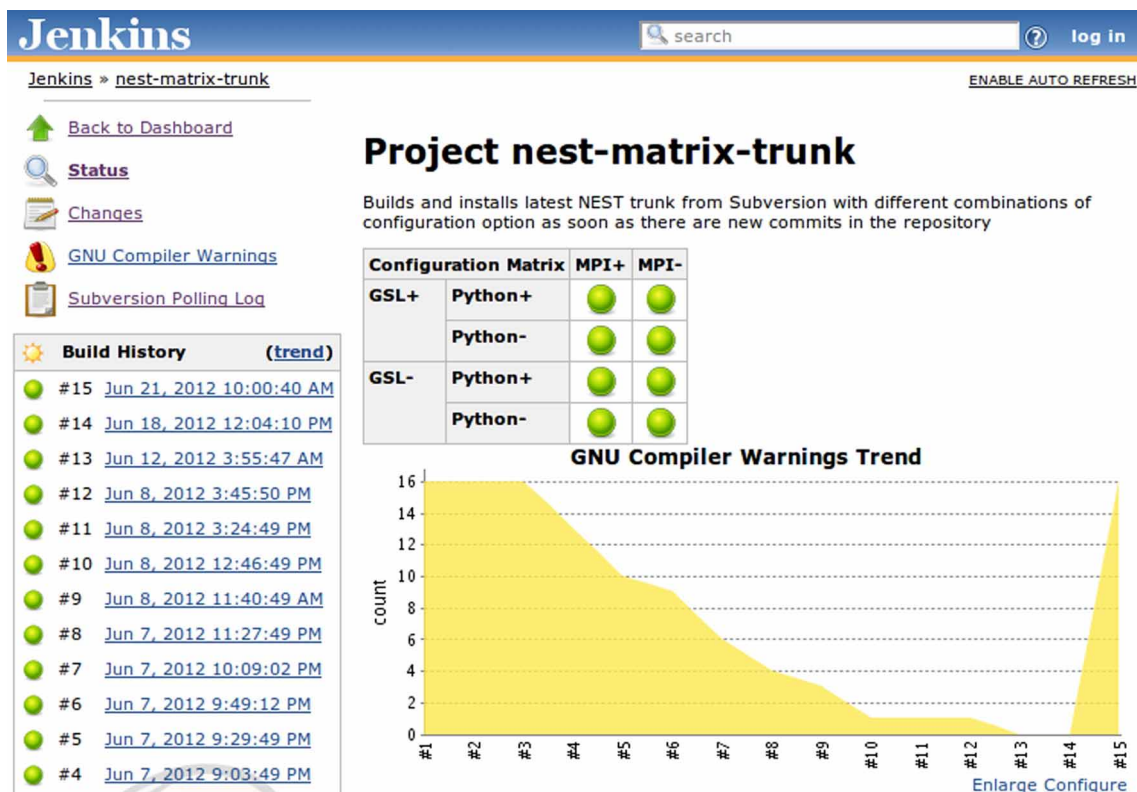 Jenkins
search
log in
Jenkins » nest-matrix-trunk
ENABLE AUTO REFRESH
Back to Dashboard
Status
Changes
GNU Compiler Warnings
Subversion Polling Log
Build History (trend)
#15 Jun 21, 2012 10:00:40 AM
#14 Jun 18, 2012 12:04:10 PM
#13 Jun 12, 2012 3:55:47 AM
#12 Jun 8, 2012 3:45:50 PM
#11 Jun 8, 2012 3:24:49 PM
#10 Jun 8, 2012 12:46:49 PM
#9 Jun 8, 2012 11:40:49 AM
#8 Jun 7, 2012 11:27:49 PM
#7 Jun 7, 2012 10:09:02 PM
#6 Jun 7, 2012 9:49:12 PM
#5 Jun 7, 2012 9:29:49 PM
#4 Jun 7, 2012 9:03:49 PM
Project nest-matrix-trunk
Builds and installs latest NEST trunk from Subversion with different combinations of
configuration option as soon as there are new commits in the repository
Configuration Matrix MPI+ MPI-
GSL+ Python+
Python-
GSL- Python+
Python-
GNU Compiler Warnings Trend
count
16
14
12
10
8
6
4
2
0
#1 #2 #3 #4 #5 #6 #7 #8 #9 #10 #11 #12 #13 #14 #15
Enlarge Configure